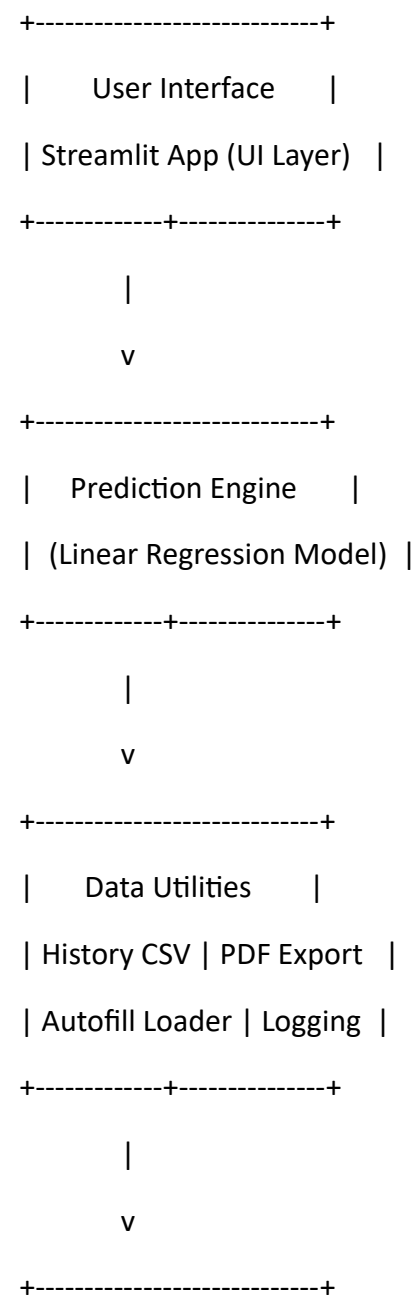 +-----------------------------+
| User Interface |
| Streamlit App (UI Layer) |
+-------------+---------------+
|
v
+-----------------------------+
| Prediction Engine |
| (Linear Regression Model) |
+-------------+---------------+
|
v
+-----------------------------+
| Data Utilities |
| History CSV | PDF Export |
| Autofill Loader | Logging |
+-------------+---------------+
|
v
+-----------------------------+